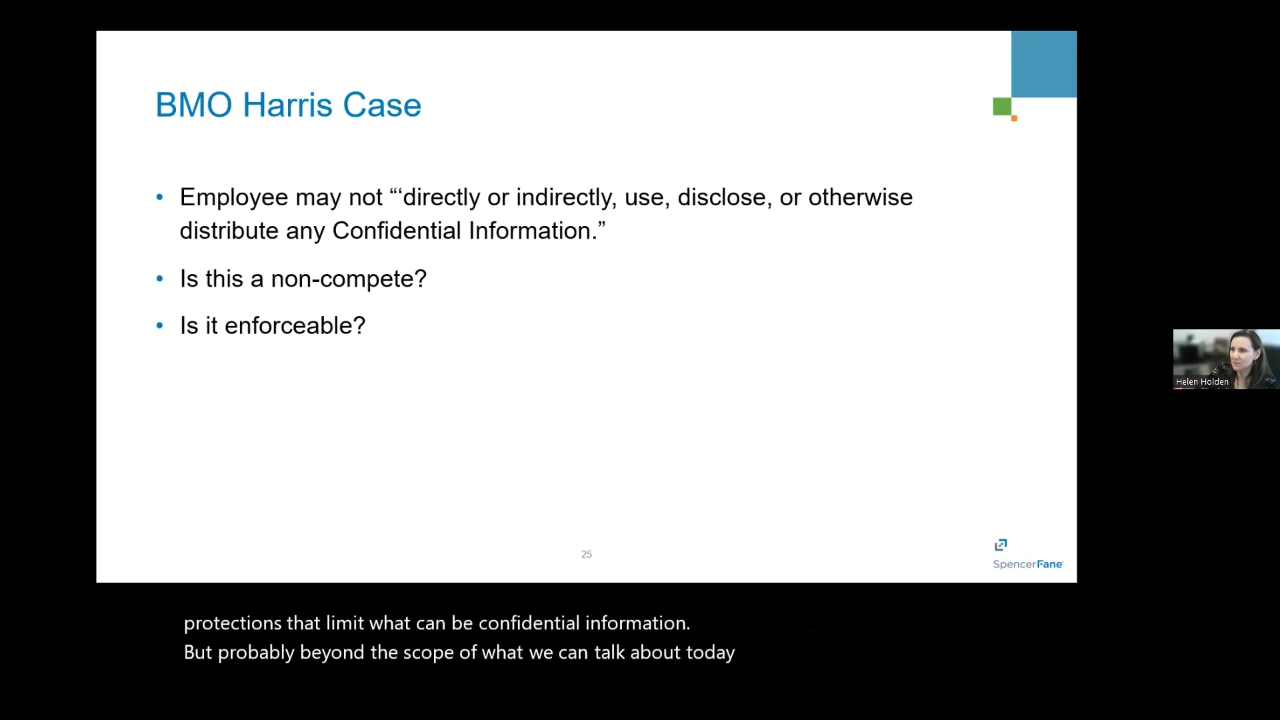 BMO Harris Case
• Employee may not “‘directly or indirectly, use, disclose, or otherwise
distribute any Confidential Information.”
• Is this a non-compete?
• Is it enforceable?
Helen Holden
25
SpencerFane
protections that limit what can be confidential information.
But probably beyond the scope of what we can talk about today